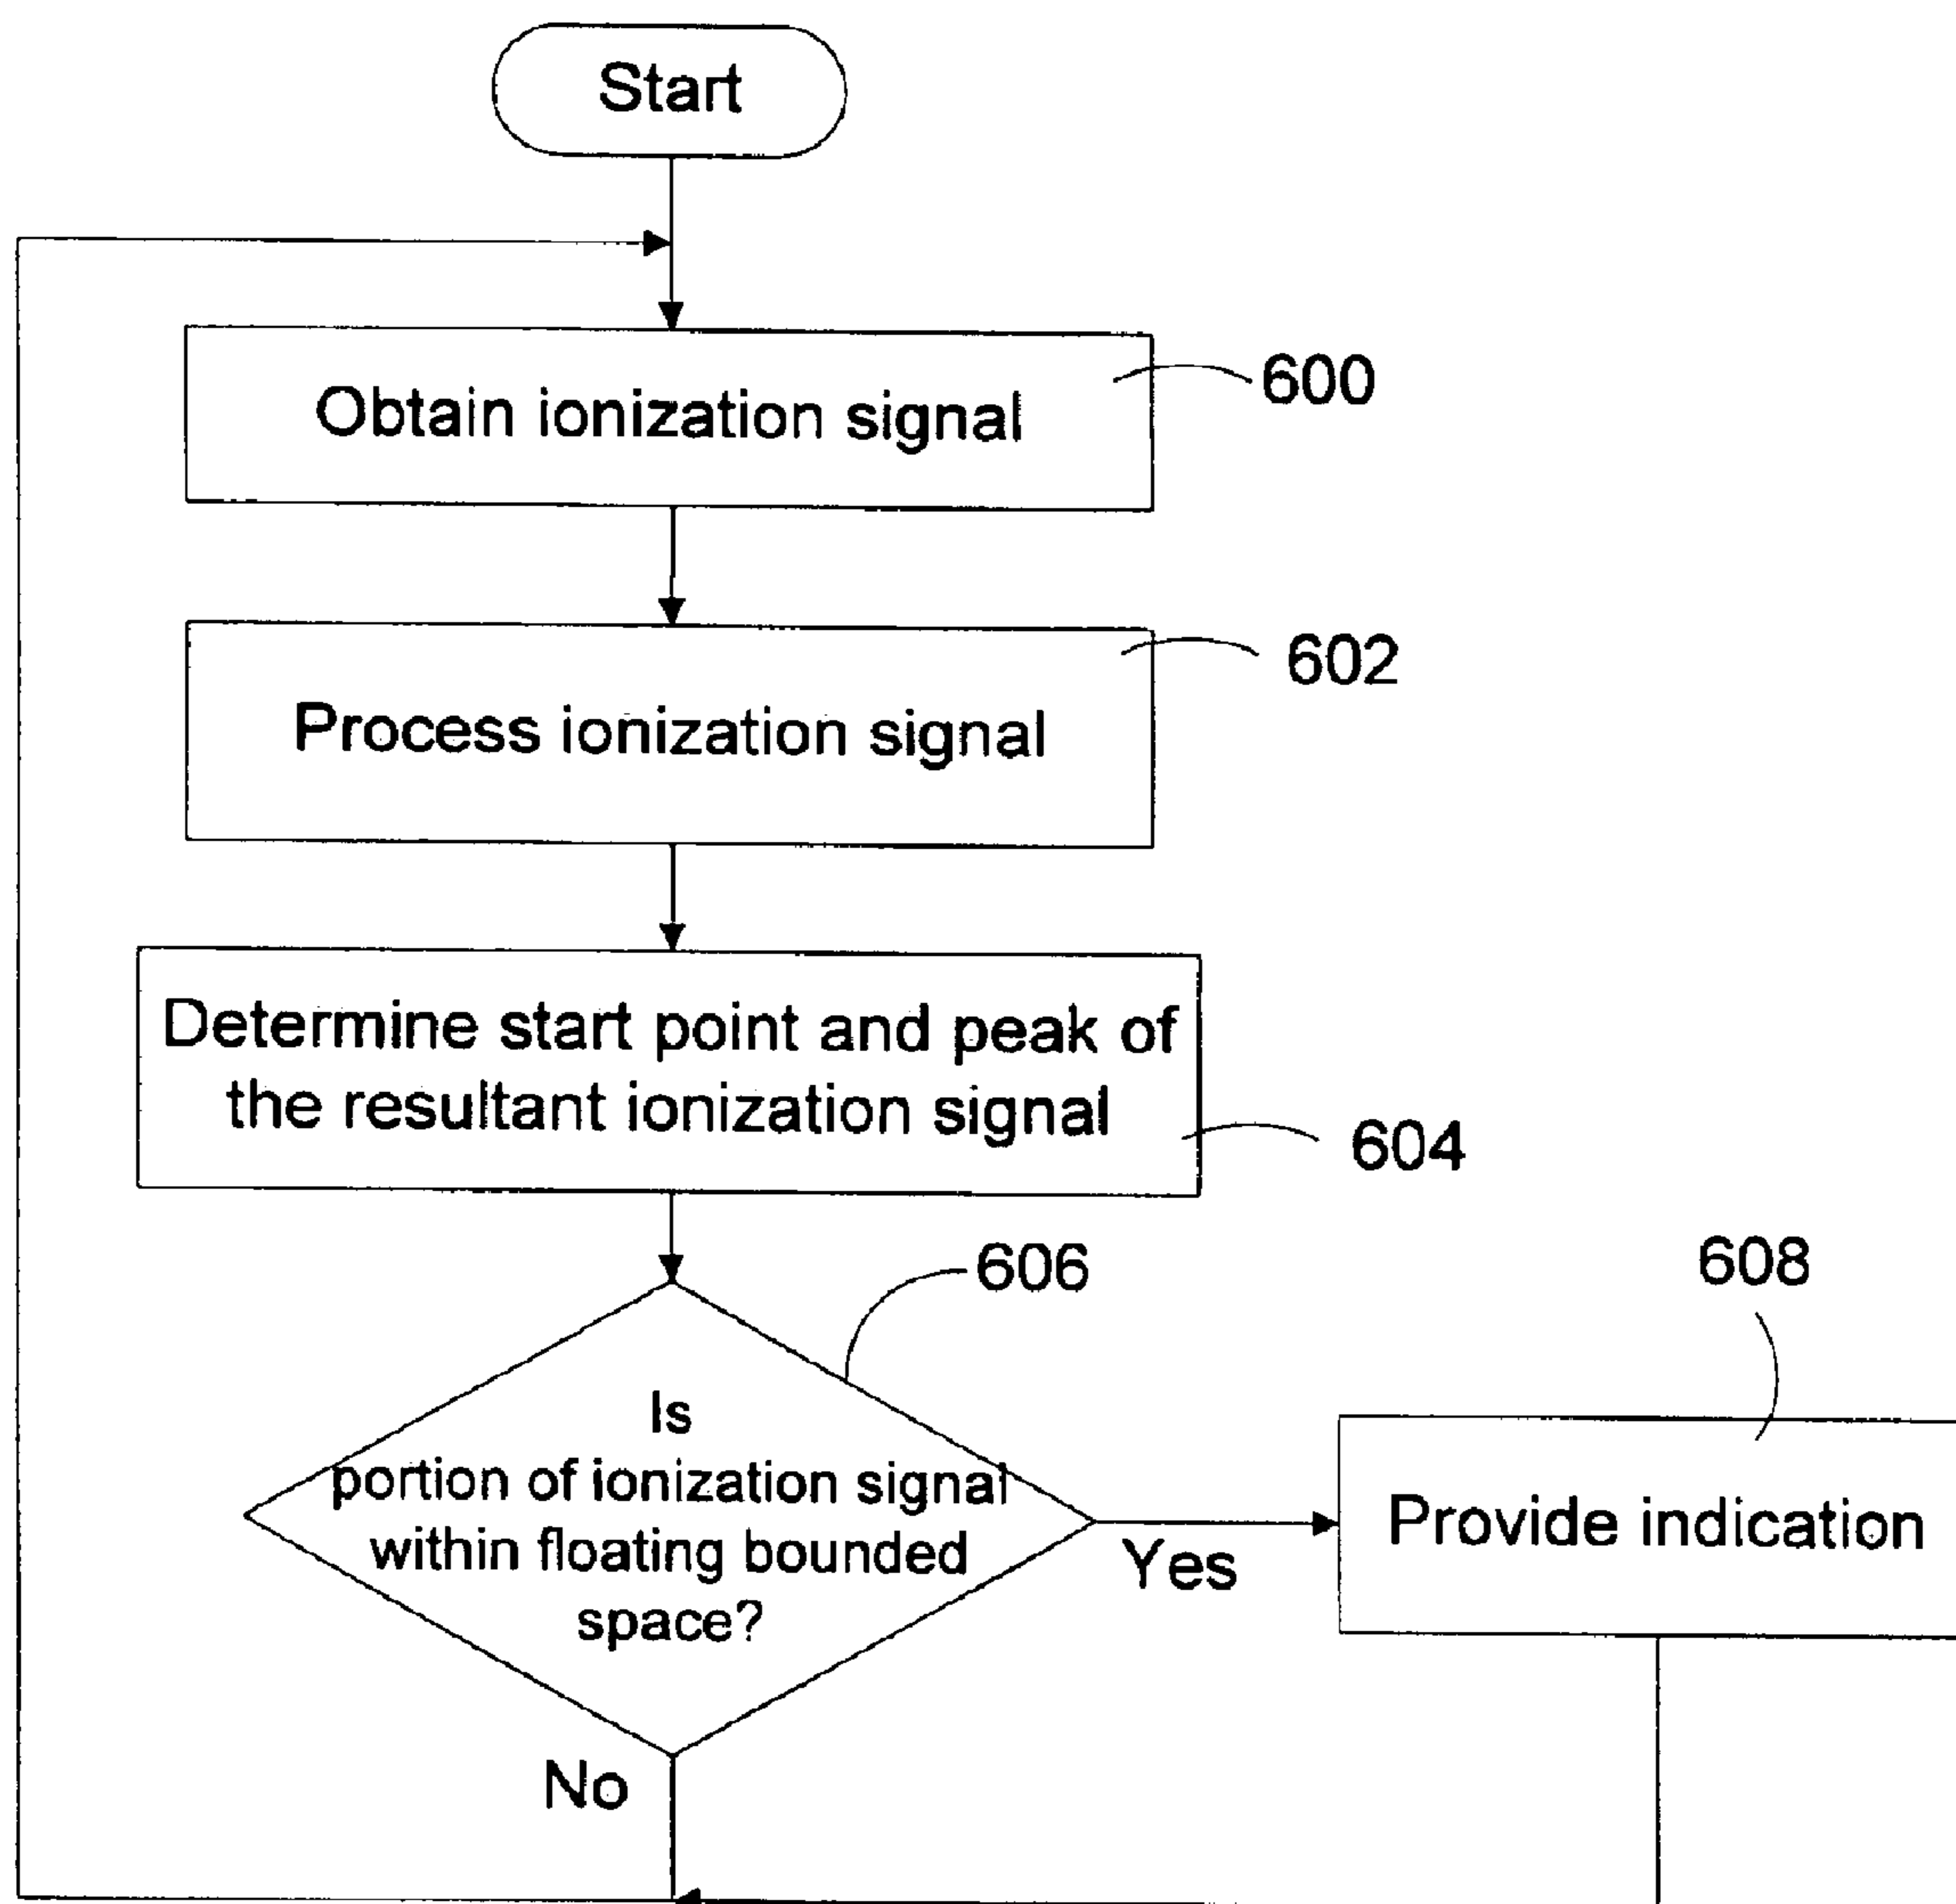 Start
Obtain ionization signal
600
Process ionization signal
602
Determine start point and peak of
the resultant ionization signal
604
606
Is
portion of ionization signal
within floating bounded
space?
Yes
608
Provide indication
No